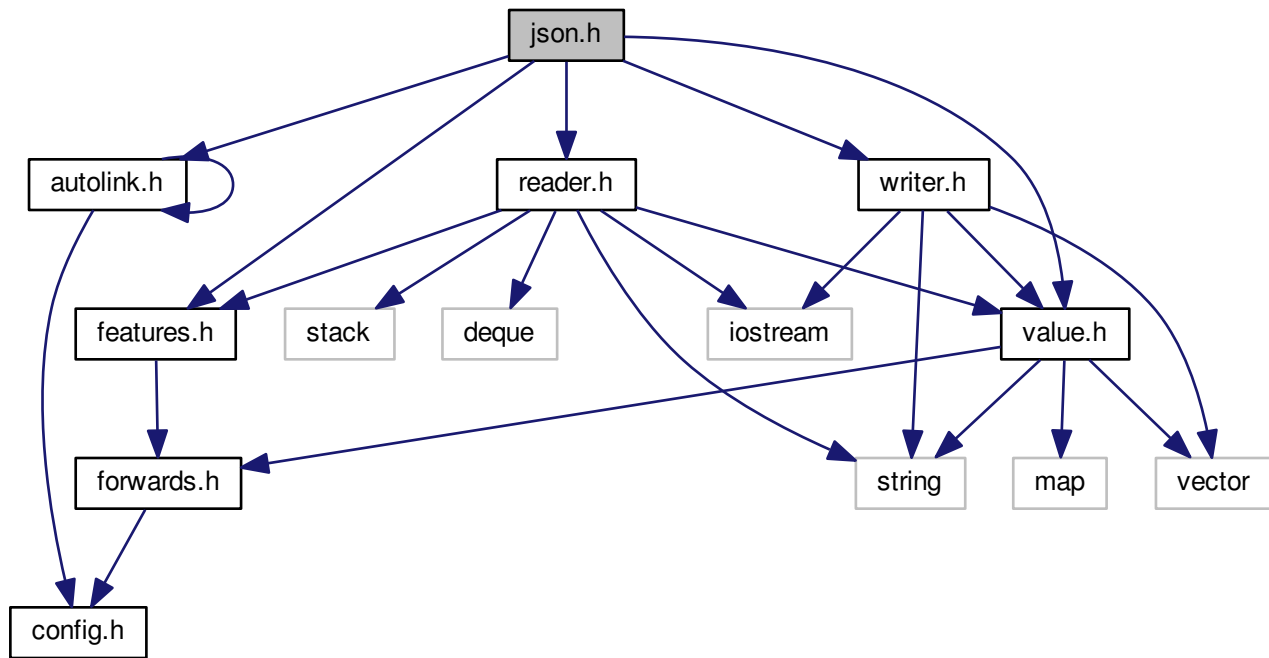 json.h
autolink.h
reader.h
writer.h
features.h
stack
deque
iostream
value.h
forwards.h
string
map
vector
config.h